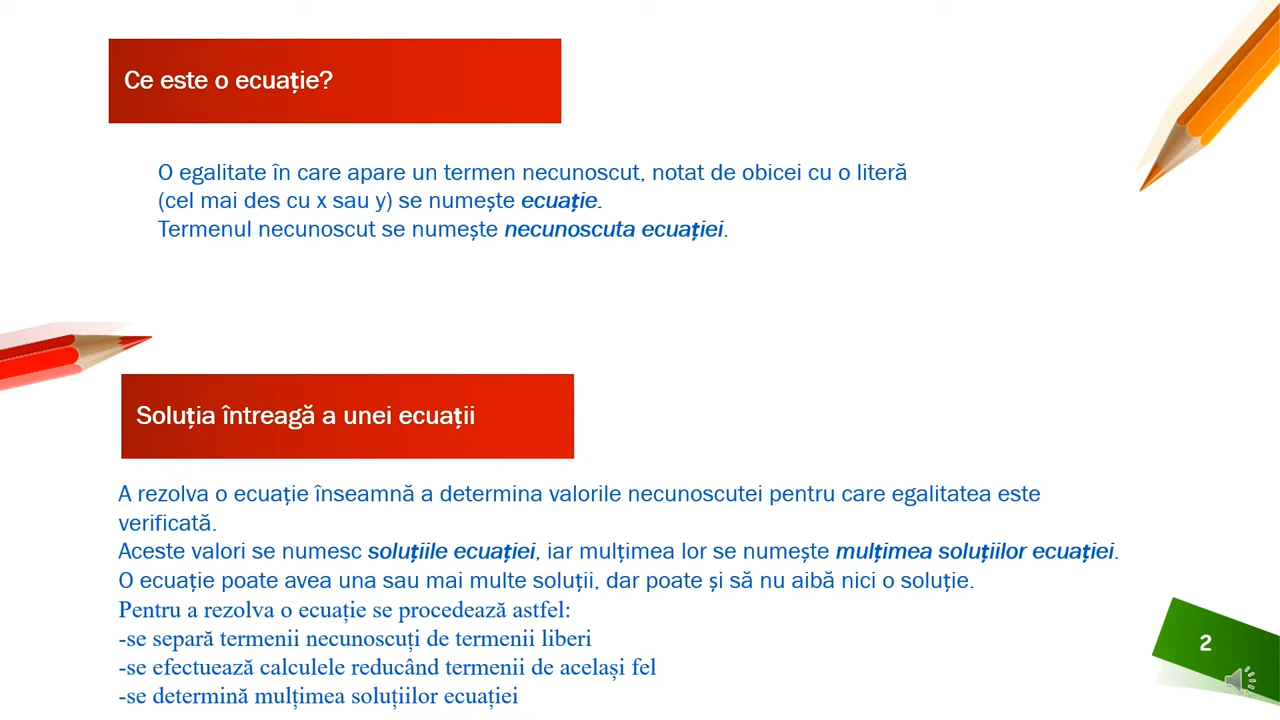 Ce este o ecuație?
O egalitate în care apare un termen necunoscut, notat de obicei cu o literă
(cel mai des cu x sau y) se numește ecuație.
Termenul necunoscut se numește necunoscuta ecuației.
Soluția întreagă a unei ecuații
A rezolva o ecuație înseamnă a determina valorile necunoscutei pentru care egalitatea este
verificată.
Aceste valori se numesc soluțiile ecuației, iar mulțimea lor se numește mulțimea soluțiilor ecuației.
O ecuație poate avea una sau mai multe soluții, dar poate și să nu aibă nici o soluție.
Pentru a rezolva o ecuație se procedează astfel:
-se separă termenii necunoscuți de termenii liberi
-se efectuează calculele reducând termenii de același fel
-se determină mulțimea soluțiilor ecuației
2